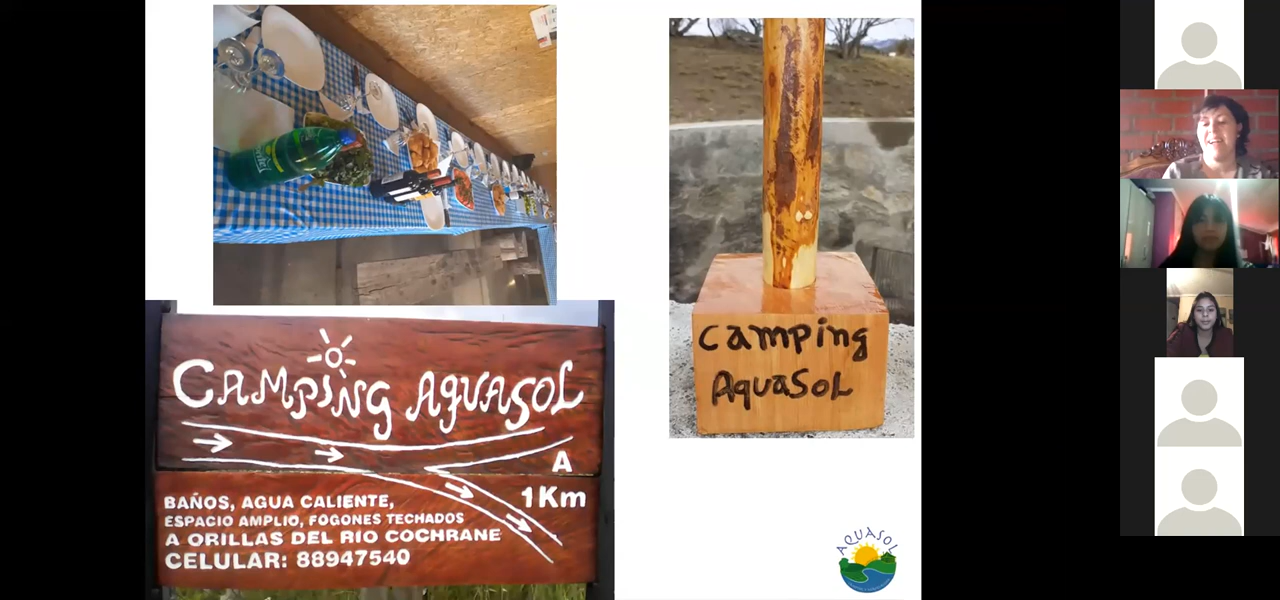 CAMPING AQUASOL
A
1Km
BAÑOS, AGUA CALIENTE,
ESPACIO AMPLIO, FOGONES TECHADOS
A ORILLAS DEL RIO COCHRANE
CELULAR: 88947540
camping
AquaSoL
AQUASOL